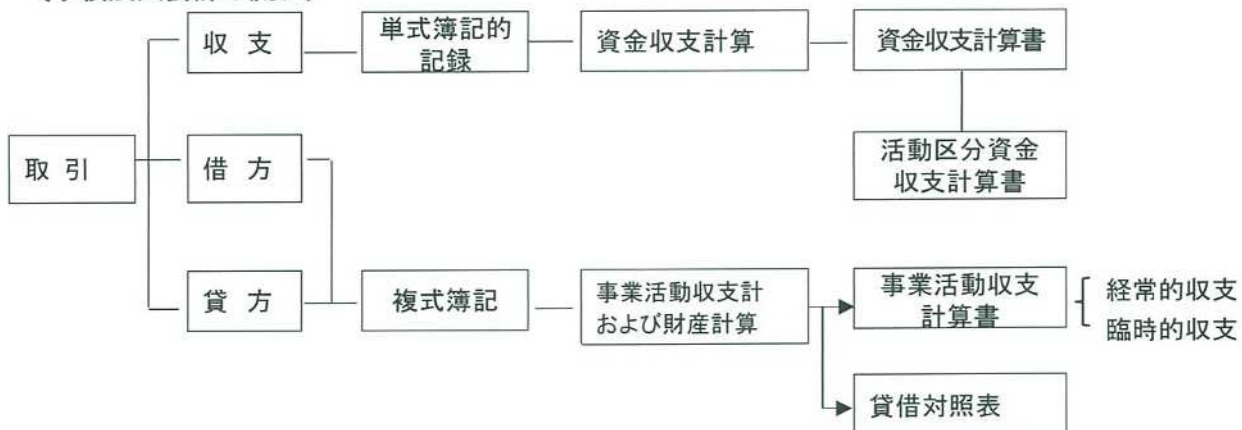 収 支
単式簿記的
記録
資金収支計算
資金収支計算書
活動区分資金
収支計算書
取 引
借 方
貸 方
複式簿記
事業活動収支計
および財産計算
事業活動収支
計算書
経常的収支
臨時的収支
貸借対照表